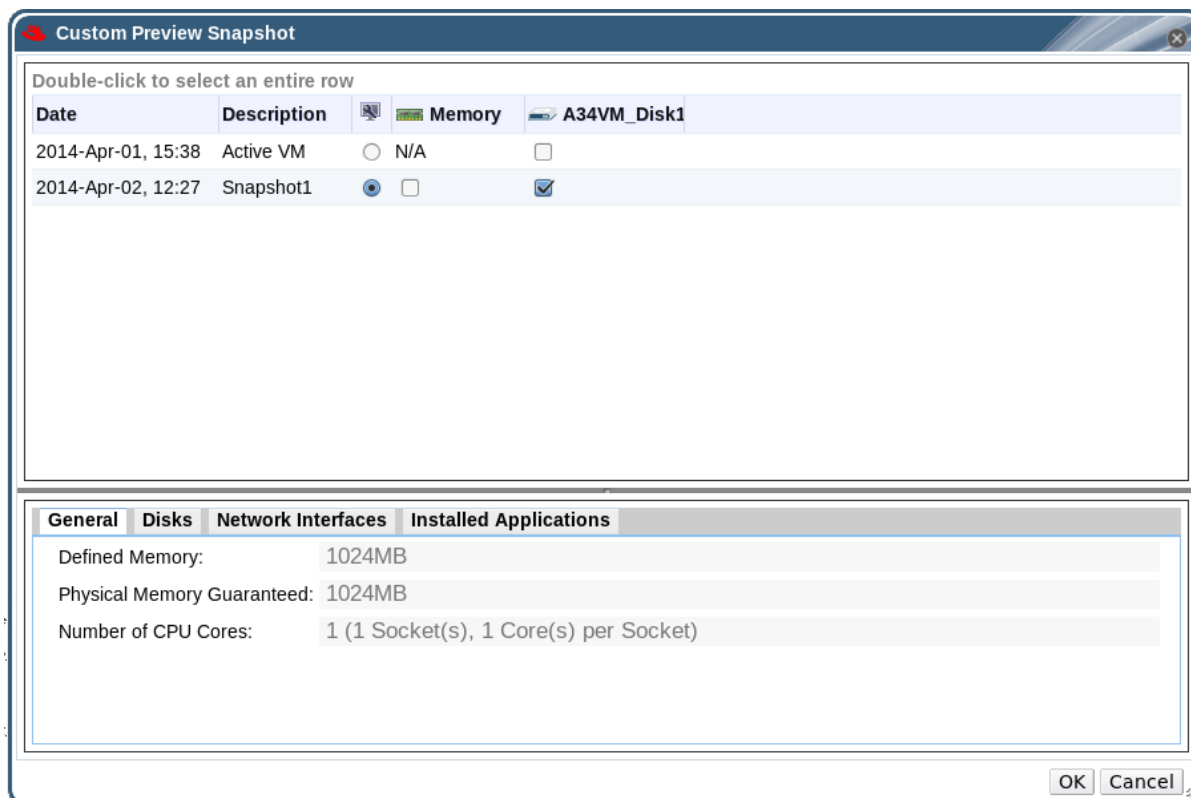 Custom Preview Snapshot
Double-click to select an entire row
Date Description Memory A34VM_Disk1
2014-Apr-01, 15:38 Active VM N/A
2014-Apr-02, 12:27 Snapshot1
General Disks Network Interfaces Installed Applications
Defined Memory: 1024MB
Physical Memory Guaranteed: 1024MB
Number of CPU Cores: 1 (1 Socket(s), 1 Core(s) per Socket)
OK Cancel